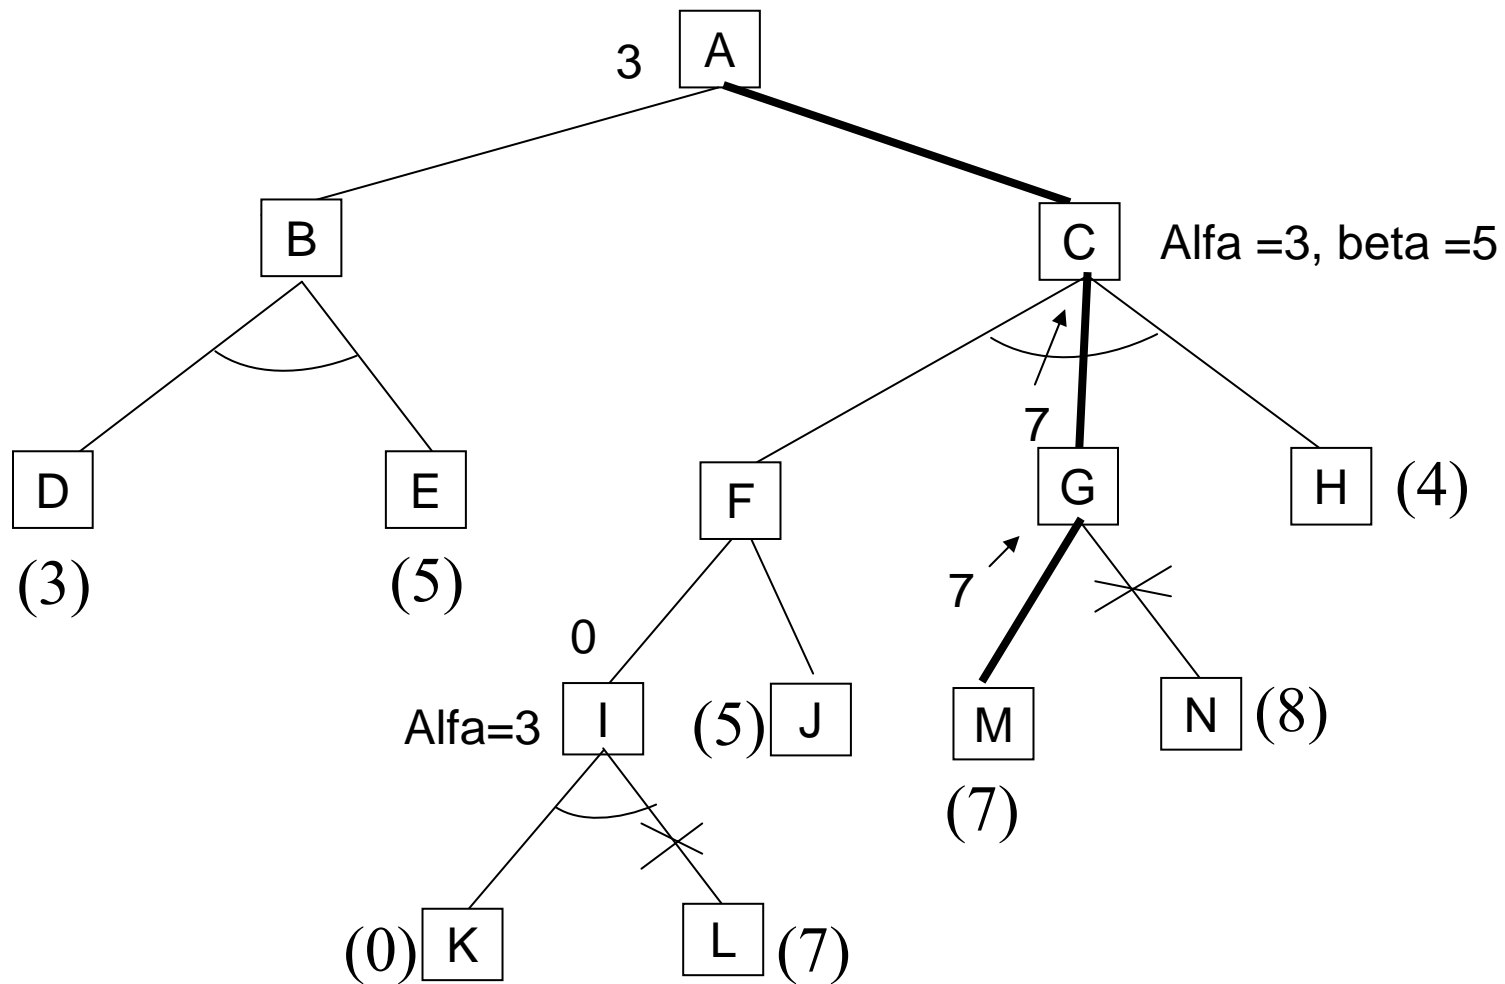 3
A
B
C
Alfa =3, beta =5
7
D
E
F
G
H
(4)
(3)
(5)
7
0
Alfa=3
I
(5)
J
M
N
(8)
(7)
(0)
K
L
(7)